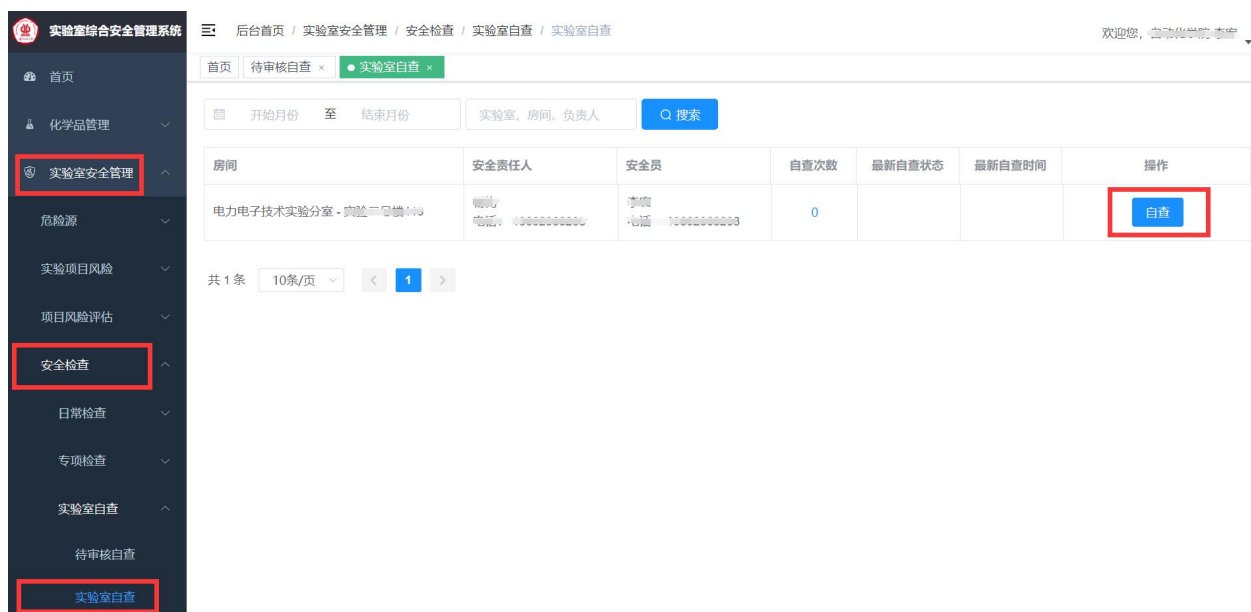 实验室综合安全管理系统
后台首页 / 实验室安全管理 / 安全检查 / 实验室自查 / 实验室自查
欢迎您，
首页
待审核自查 ×
实验室自查 ×
首页
化学品管理
实验室安全管理
危险源
实验项目风险
项目风险评估
安全检查
日常检查
专项检查
实验室自查
待审核自查
实验室自查
开始月份 至 结束月份
实验室、房间、负责人
搜索
房间 安全责任人 安全员 自查次数 最新自查状态 最新自查时间 操作
电力电子技术实验分室 - 0 自查
共 1 条 10条/页 < 1 >